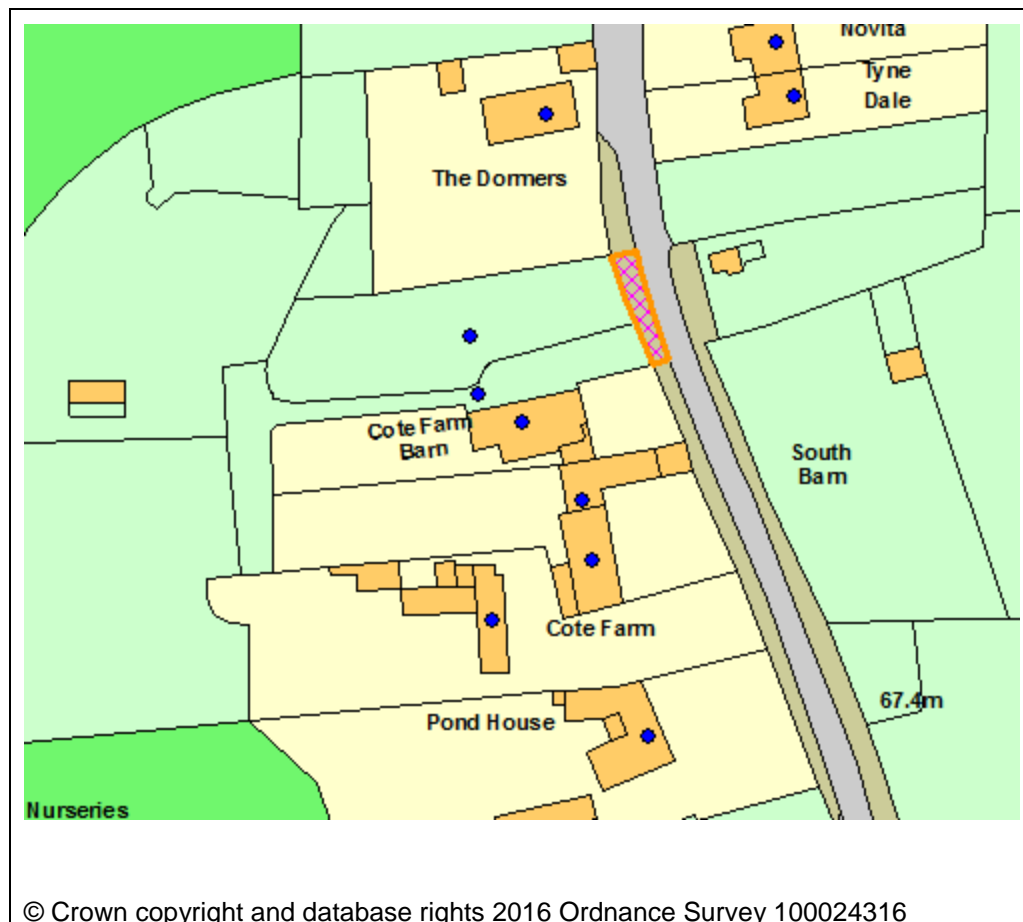 Novita
Tyne
Dale
The Dormers
Cote Farm
Barn
South
Barn
Cote Farm
67.4m
Pond House
Nurseries
© Crown copyright and database rights 2016 Ordnance Survey 100024316